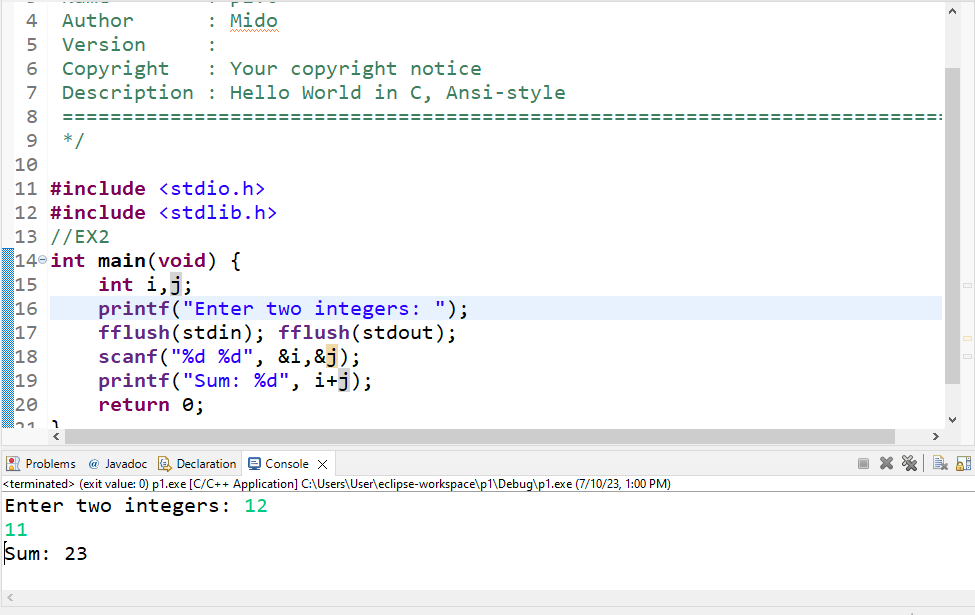 4 Author : Mido
5 Version :
6 Copyright : Your copyright notice
7 Description : Hello World in C, Ansi-style
8 ==========================================================================
9 */
10
11 #include <stdio.h>
12 #include <stdlib.h>
13 //EX2
14 int main(void) {
15 int i,j;
16 printf("Enter two integers: ");
17 fflush(stdin); fflush(stdout);
18 scanf("%d %d", &i,&j);
19 printf("Sum: %d", i+j);
20 return 0;
21 }
Problems @ Javadoc Declaration Console
<terminated> (exit value: 0) p1.exe [C/C++ Application] C:\Users\User\eclipse-workspace\p1\Debug\p1.exe (7/10/23, 1:00 PM)
Enter two integers: 12
11
Sum: 23